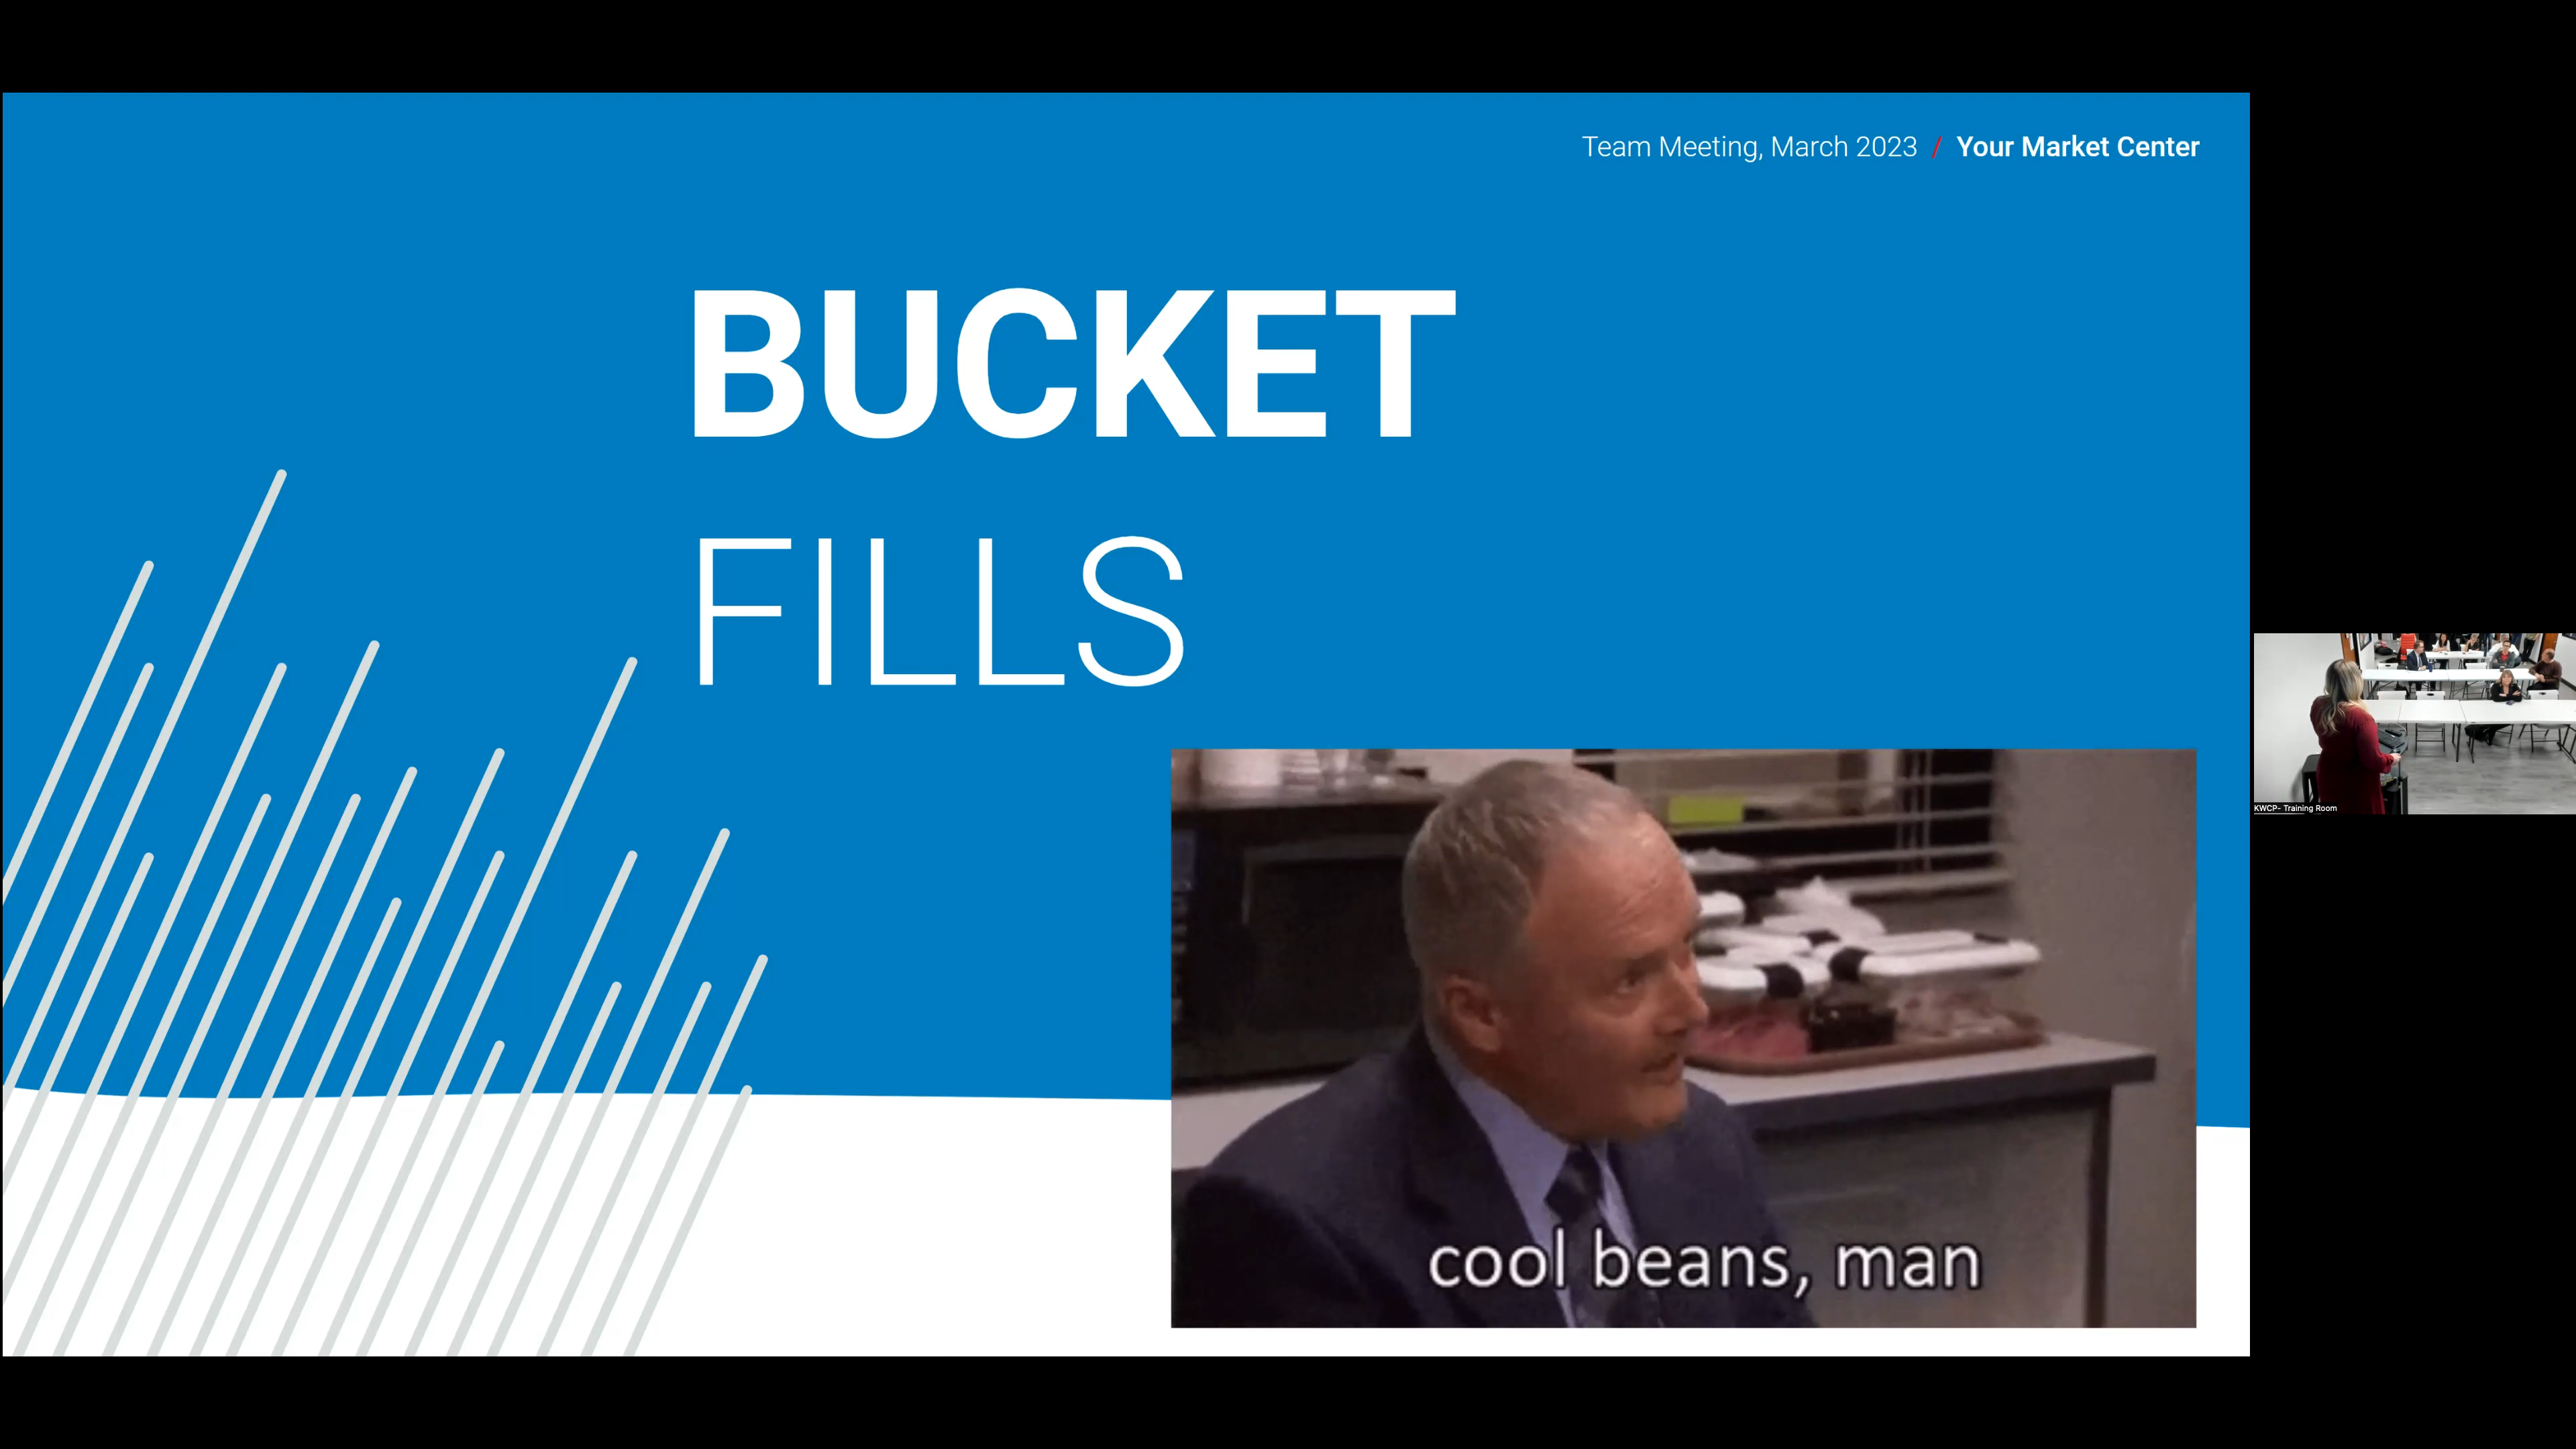 Team Meeting, March 2023 / Your Market Center
BUCKET
FILLS
cool beans, man
KWCP- Training Room